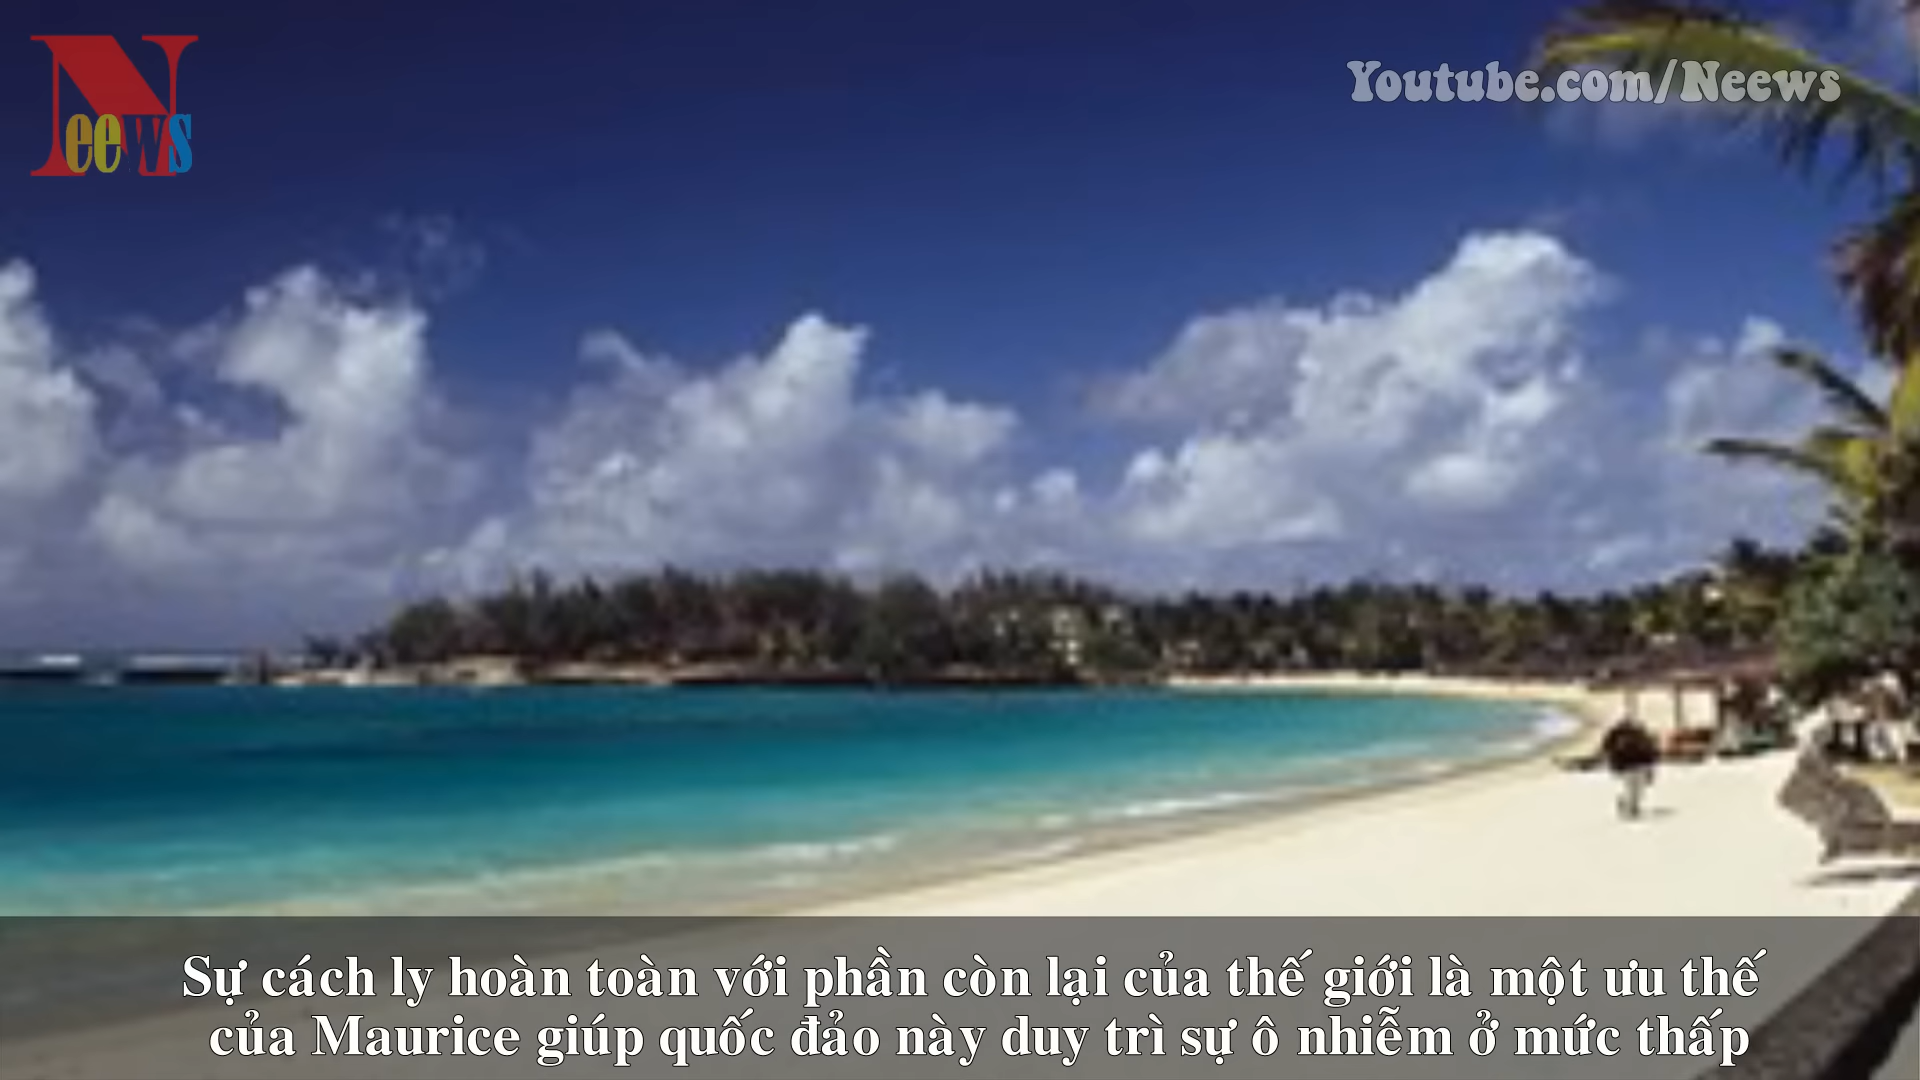 Neews
Youtube.com/Neews
Sự cách ly hoàn toàn với phần còn lại của thế giới là một ưu thế
của Maurice giúp quốc đảo này duy trì sự ô nhiễm ở mức thấp